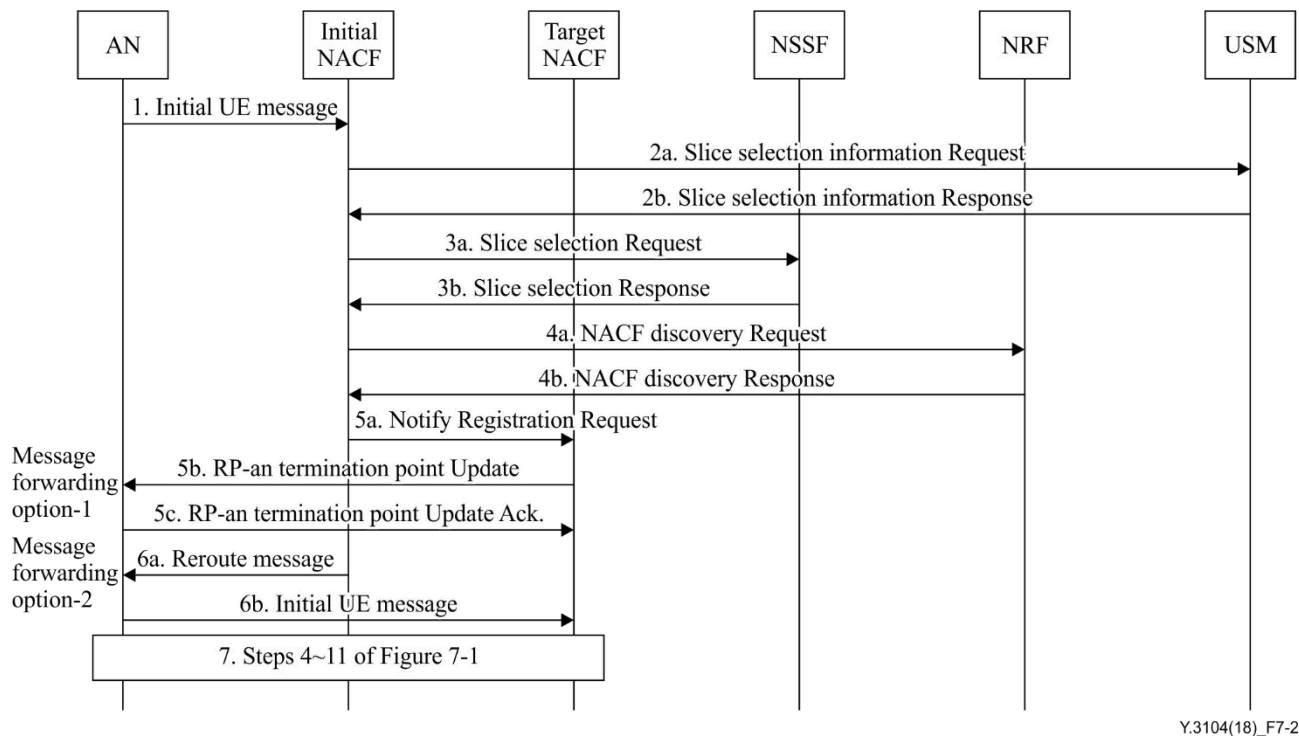 AN
Initial
NACF
Target
NACF
NSSF
NRF
USM
1. Initial UE message
2a. Slice selection information Request
2b. Slice selection information Response
3a. Slice selection Request
3b. Slice selection Response
4a. NACF discovery Request
4b. NACF discovery Response
5a. Notify Registration Request
Message
forwarding
option-1
5b. RP-an termination point Update
5c. RP-an termination point Update Ack.
Message
forwarding
option-2
6a. Reroute message
6b. Initial UE message
7. Steps 4~11 of Figure 7-1
Y.3104(18)_F7-2